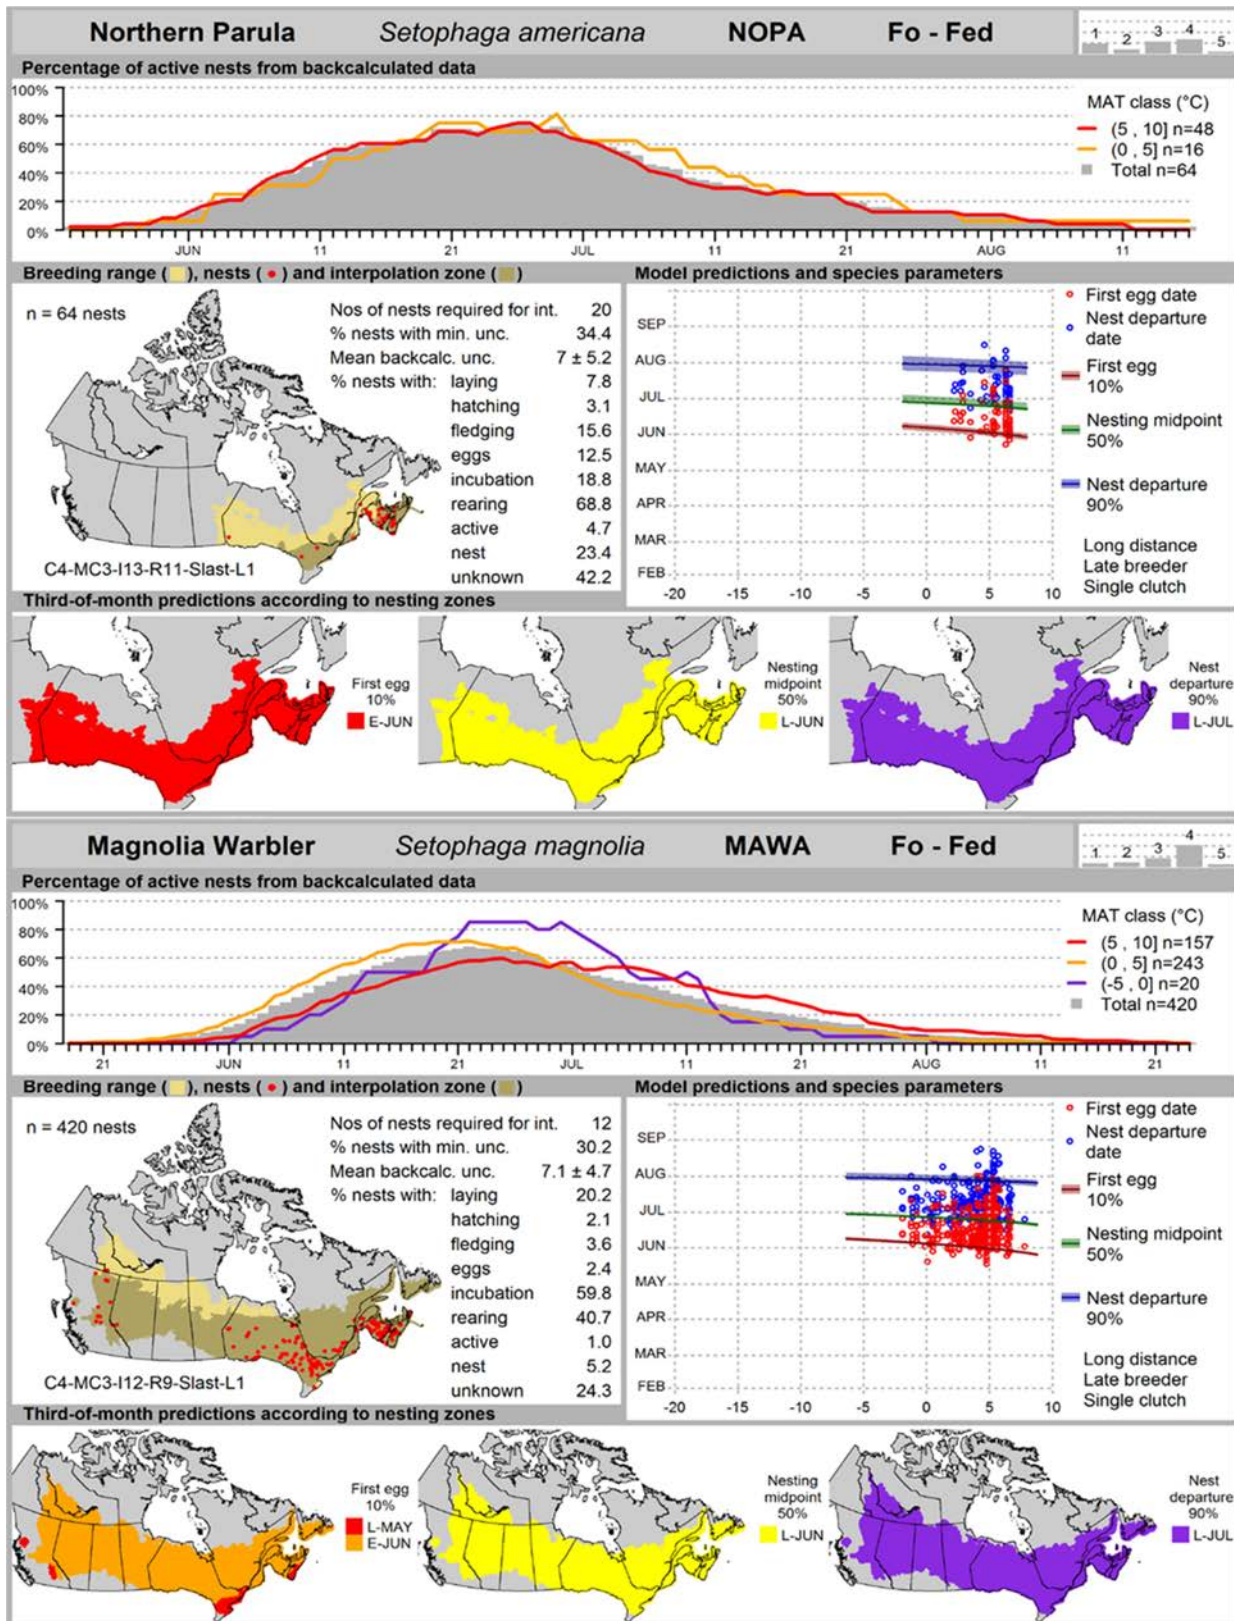 Northern Parula Setophaga americana NOPA Fo - Fed
1 2 3 4 5
Percentage of active nests from backcalculated data
100%
80%
60%
40%
20%
0%
JUN 11 21 JUL 11 21 AUG 11
MAT class (°C)
(5 , 10] n=48
(0 , 5] n=16
Total n=64
Breeding range ( ), nests ( ) and interpolation zone ( )
n = 64 nests
Nos of nests required for int. 20
% nests with min. unc. 34.4
Mean backcalc. unc. 7 ± 5.2
% nests with: laying 7.8
hatching 3.1
fledging 15.6
eggs 12.5
incubation 18.8
rearing 68.8
active 4.7
nest 23.4
unknown 42.2
C4-MC3-I13-R11-Slast-L1
Model predictions and species parameters
SEP
AUG
JUL
JUN
MAY
APR
MAR
FEB
-20 -15 -10 -5 0 5 10
First egg date
Nest departure
date
First egg
10%
Nesting midpoint
50%
Nest departure
90%
Long distance
Late breeder
Single clutch
Third-of-month predictions according to nesting zones
First egg
10%
E-JUN
Nesting
midpoint
50%
L-JUN
Nest
departure
90%
L-JUL
Magnolia Warbler Setophaga magnolia MAWA Fo - Fed
1 2 3 4 5
Percentage of active nests from backcalculated data
100%
80%
60%
40%
20%
0%
21 JUN 11 21 JUL 11 21 AUG 11 21
MAT class (°C)
(5 , 10] n=157
(0 , 5] n=243
(-5 , 0] n=20
Total n=420
Breeding range ( ), nests ( ) and interpolation zone ( )
n = 420 nests
Nos of nests required for int. 12
% nests with min. unc. 30.2
Mean backcalc. unc. 7.1 ± 4.7
% nests with: laying 20.2
hatching 2.1
fledging 3.6
eggs 2.4
incubation 59.8
rearing 40.7
active 1.0
nest 5.2
unknown 24.3
C4-MC3-I12-R9-Slast-L1
Model predictions and species parameters
SEP
AUG
JUL
JUN
MAY
APR
MAR
FEB
-20 -15 -10 -5 0 5 10
First egg date
Nest departure
date
First egg
10%
Nesting midpoint
50%
Nest departure
90%
Long distance
Late breeder
Single clutch
Third-of-month predictions according to nesting zones
First egg
10%
L-MAY
E-JUN
Nesting
midpoint
50%
L-JUN
Nest
departure
90%
L-JUL